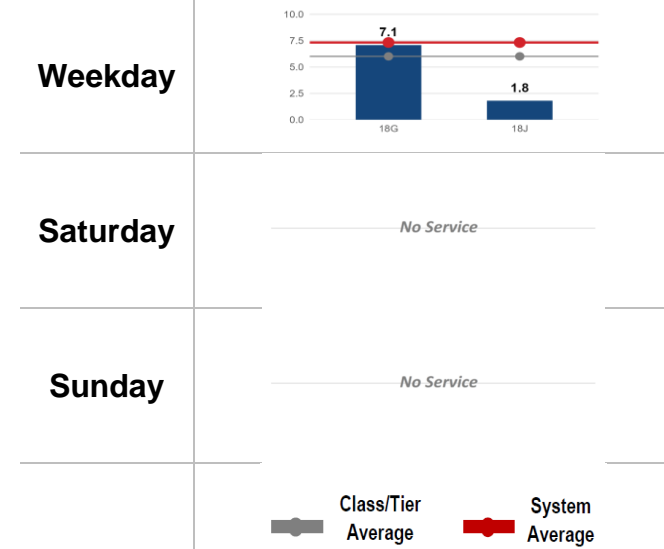 Weekday
10.0
7.5
5.0
2.5
0.0
7.1
1.8
18G
18J
Saturday
No Service
Sunday
No Service
Class/Tier
Average
System
Average